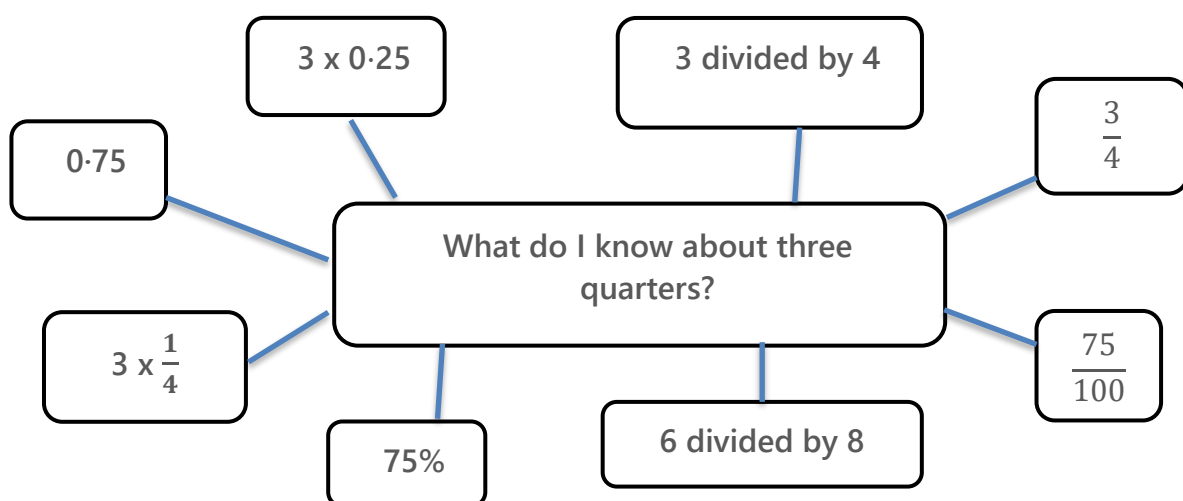 3 x 0·25
3 divided by 4
3/4
0·75
What do I know about three
quarters?
3 x 1/4
75/100
75%
6 divided by 8